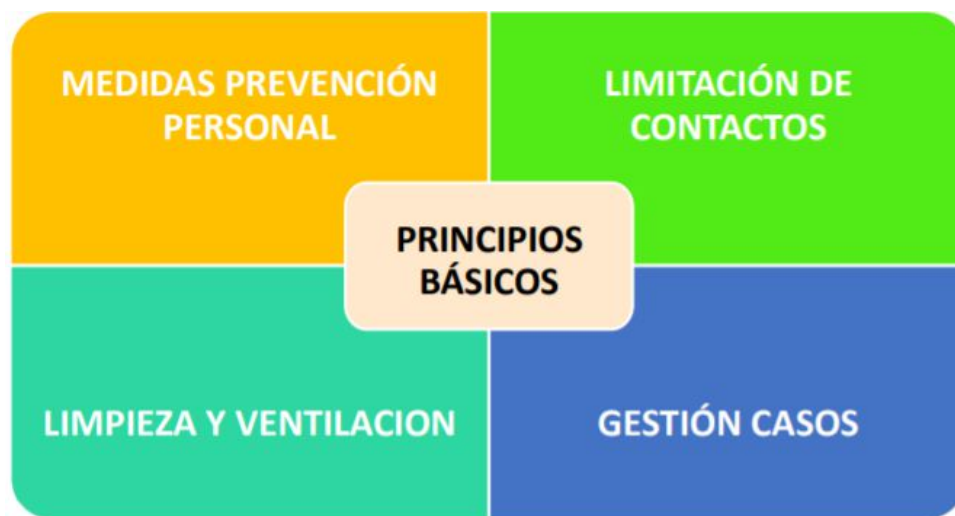 MEDIDAS PREVENCIÓN
PERSONAL
LIMITACIÓN DE
CONTACTOS
PRINCIPIOS
BÁSICOS
LIMPIEZA Y VENTILACION
GESTIÓN CASOS